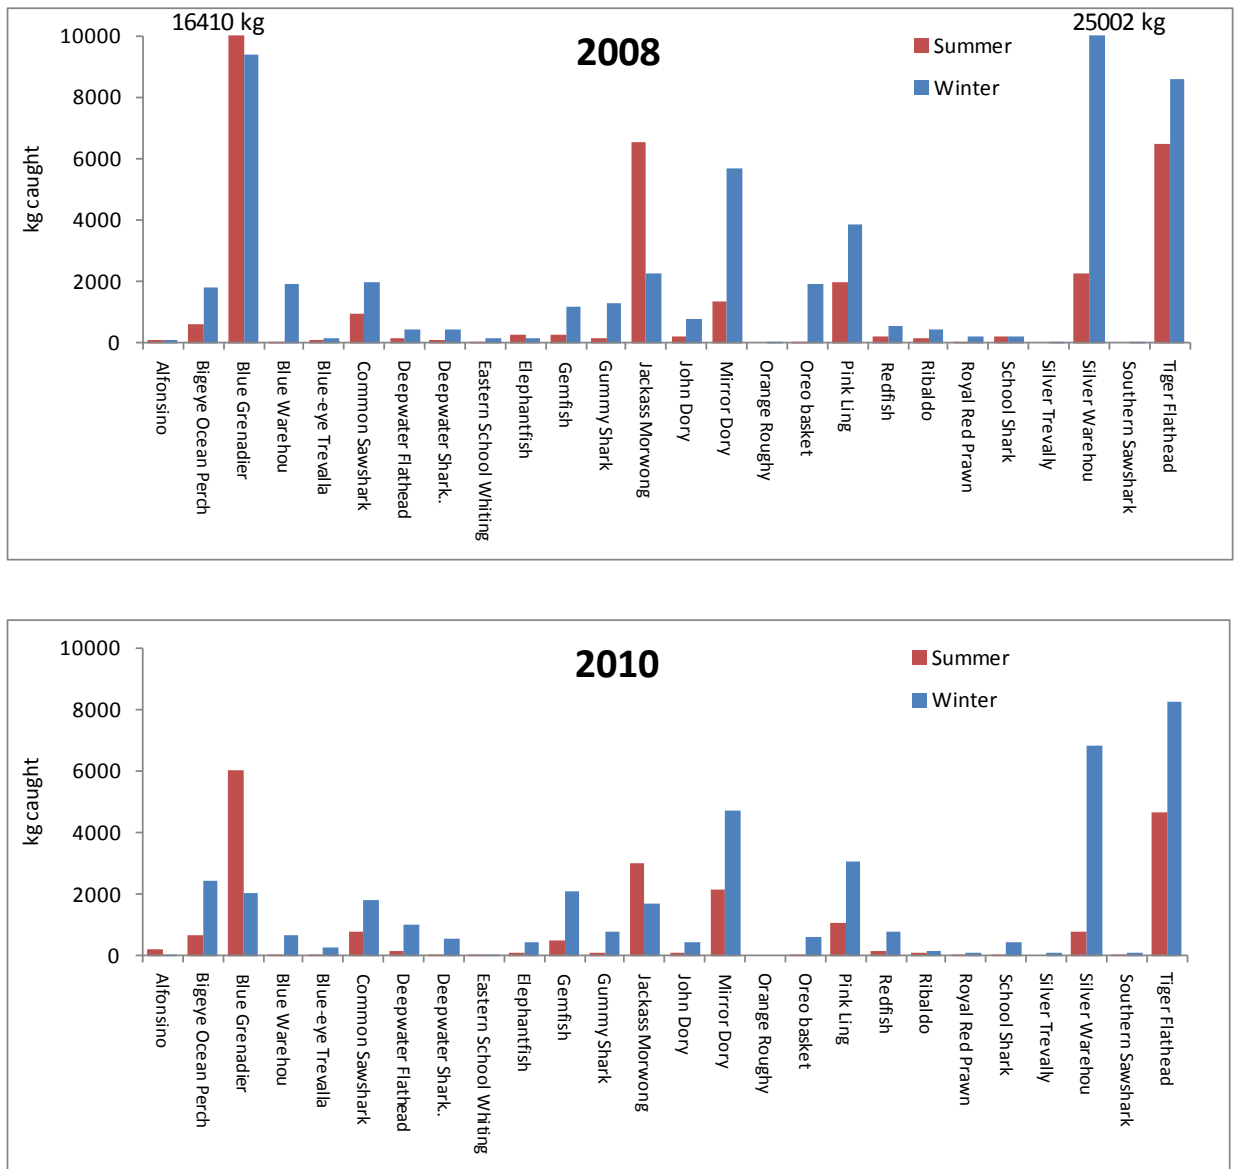 16410 kg
25002 kg
2008
Summer
Winter
10000
8000
6000
4000
2000
0
kg caught
Alfonsino
Bigeye Ocean Perch
Blue Grenadier
Blue Warehou
Blue-eye Trevalla
Common Sawshark
Deepwater Flathead
Deepwater Shark..
Eastern School Whiting
Elephantfish
Gemfish
Gummy Shark
Jackass Morwong
John Dory
Mirror Dory
Orange Roughy
Oreo basket
Pink Ling
Redfish
Ribaldo
Royal Red Prawn
School Shark
Silver Trevally
Silver Warehou
Southern Sawshark
Tiger Flathead
2010
Summer
Winter
10000
8000
6000
4000
2000
0
kg caught
Alfonsino
Bigeye Ocean Perch
Blue Grenadier
Blue Warehou
Blue-eye Trevalla
Common Sawshark
Deepwater Flathead
Deepwater Shark..
Eastern School Whiting
Elephantfish
Gemfish
Gummy Shark
Jackass Morwong
John Dory
Mirror Dory
Orange Roughy
Oreo basket
Pink Ling
Redfish
Ribaldo
Royal Red Prawn
School Shark
Silver Trevally
Silver Warehou
Southern Sawshark
Tiger Flathead